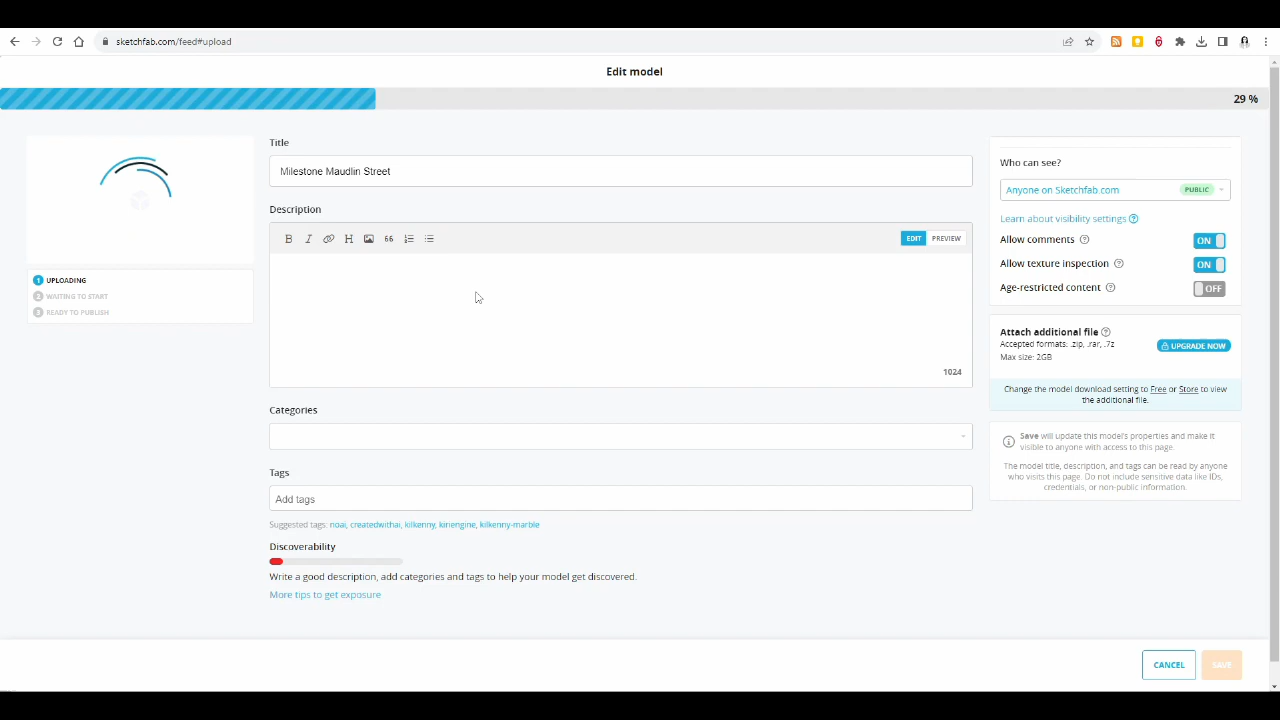 sketchfab.com/feed#upload
Edit model
29 %
Title
Milestone Maudlin Street
Description
B I H 66
EDIT PREVIEW
1024
Categories
Tags
Add tags
Suggested tags: noai, createdwithai, kilkenny, kiriengine, kilkenny-marble
Discoverability
Write a good description, add categories and tags to help your model get discovered.
More tips to get exposure
1 UPLOADING
2 WAITING TO START
3 READY TO PUBLISH
Who can see?
Anyone on Sketchfab.com PUBLIC
Learn about visibility settings ?
Allow comments ? ON
Allow texture inspection ? ON
Age-restricted content ? OFF
Attach additional file ?
Accepted formats: .zip, .rar, .7z
Max size: 2GB
UPGRADE NOW
Change the model download setting to Free or Store to view
the additional file.
Save will update this model's properties and make it
visible to anyone with access to this page.
The model title, description, and tags can be read by anyone
who visits this page. Do not include sensitive data like IDs,
credentials, or non-public information.
CANCEL
SAVE